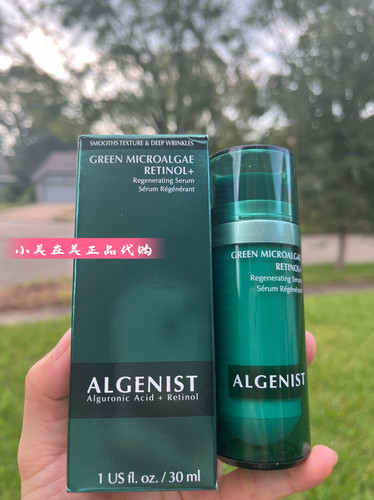 SMOOTHS TEXTURE & DEEP WRINKLES
GREEN MICROALGAE
RETINOL+
Regenerating Serum
Sérum Régénérant
小美在美正品代购
ALGENIST
Alguronic Acid + Retinol
1 US fl. oz. / 30 ml
GREEN MICROALGAE
RETINOL+
Regenerating Serum
Sérum Régénérant
ALGENIST